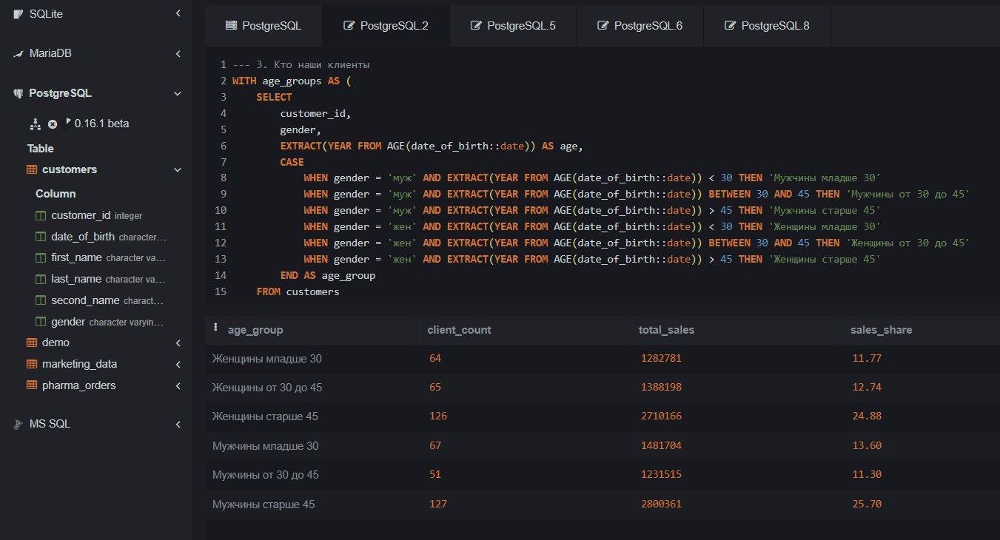 SQLite
MariaDB
PostgreSQL
0.16.1 beta
Table
customers
Column
customer_id integer
date_of_birth character...
first_name character va...
last_name character va...
second_name charact...
gender character varyin...
demo
marketing_data
pharma_orders
MS SQL
PostgreSQL PostgreSQL.2 PostgreSQL.5 PostgreSQL.6 PostgreSQL.8
1 --- 3. Кто наши клиенты
2 WITH age_groups AS (
3 SELECT
4 customer_id,
5 gender,
6 EXTRACT(YEAR FROM AGE(date_of_birth::date)) AS age,
7 CASE
8 WHEN gender = 'муж' AND EXTRACT(YEAR FROM AGE(date_of_birth::date)) < 30 THEN 'Мужчины младше 30'
9 WHEN gender = 'муж' AND EXTRACT(YEAR FROM AGE(date_of_birth::date)) BETWEEN 30 AND 45 THEN 'Мужчины от 30 до 45'
10 WHEN gender = 'муж' AND EXTRACT(YEAR FROM AGE(date_of_birth::date)) > 45 THEN 'Мужчины старше 45'
11 WHEN gender = 'жен' AND EXTRACT(YEAR FROM AGE(date_of_birth::date)) < 30 THEN 'Женщины младше 30'
12 WHEN gender = 'жен' AND EXTRACT(YEAR FROM AGE(date_of_birth::date)) BETWEEN 30 AND 45 THEN 'Женщины от 30 до 45'
13 WHEN gender = 'жен' AND EXTRACT(YEAR FROM AGE(date_of_birth::date)) > 45 THEN 'Женщины старше 45'
14 END AS age_group
15 FROM customers
age_group client_count total_sales sales_share
Женщины младше 30 64 1282781 11.77
Женщины от 30 до 45 65 1388198 12.74
Женщины старше 45 126 2710166 24.88
Мужчины младше 30 67 1481704 13.60
Мужчины от 30 до 45 51 1231515 11.30
Мужчины старше 45 127 2800361 25.70